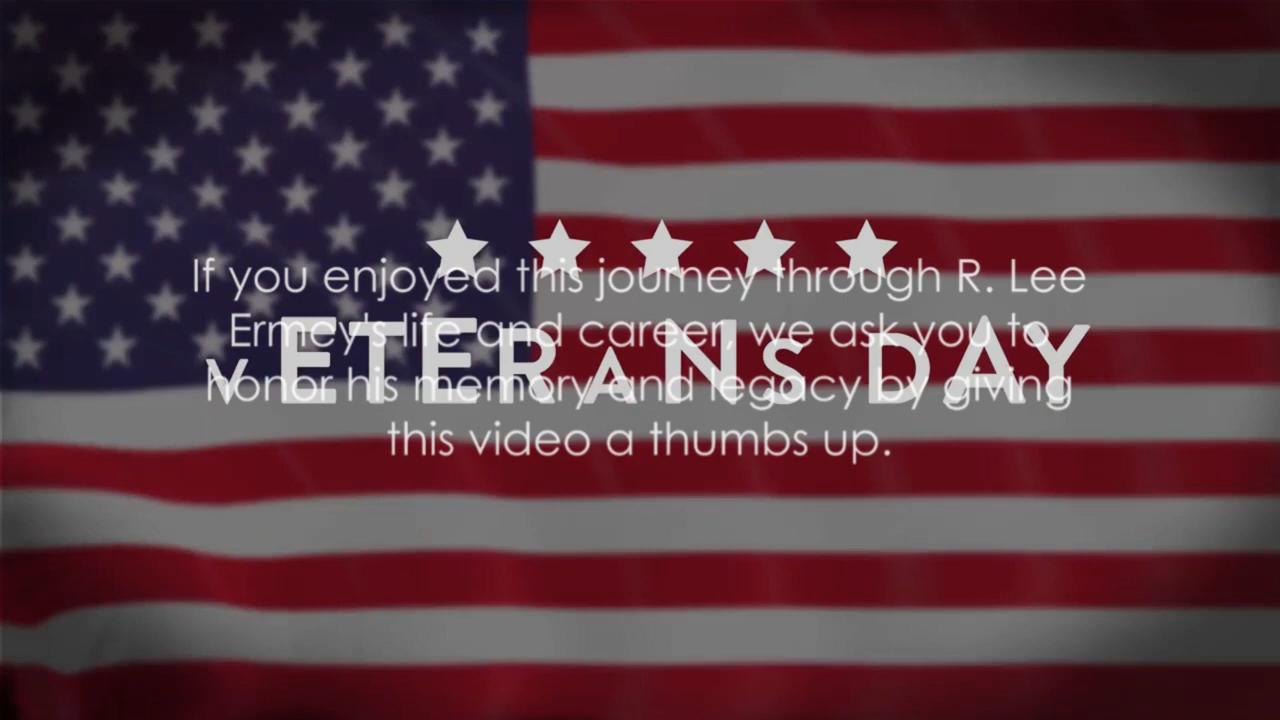 If you enjoyed this journey through R. Lee
Ermey's life and career, we ask you to
honor his memory and legacy by giving
this video a thumbs up.
VETERANS DAY